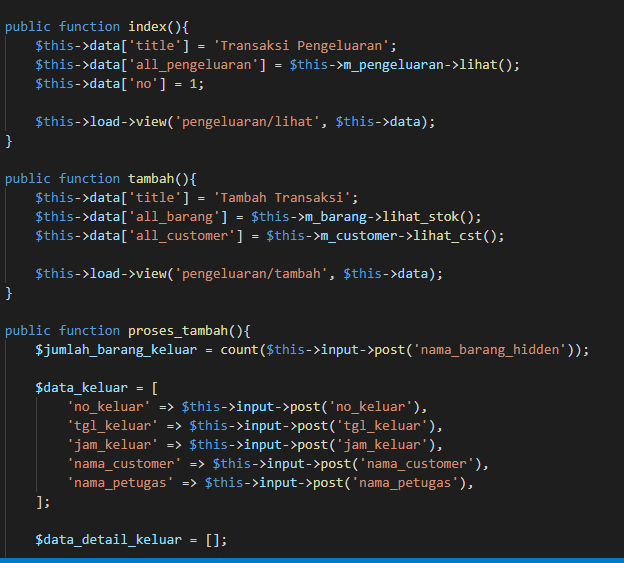 public function index(){
$this->data['title'] = 'Transaksi Pengeluaran';
$this->data['all_pengeluaran'] = $this->m_pengeluaran->lihat();
$this->data['no'] = 1;
$this->load->view('pengeluaran/lihat', $this->data);
}
public function tambah(){
$this->data['title'] = 'Tambah Transaksi';
$this->data['all_barang'] = $this->m_barang->lihat_stok();
$this->data['all_customer'] = $this->m_customer->lihat_cst();
$this->load->view('pengeluaran/tambah', $this->data);
}
public function proses_tambah(){
$jumlah_barang_keluar = count($this->input->post('nama_barang_hidden'));
$data_keluar = [
'no_keluar' => $this->input->post('no_keluar'),
'tgl_keluar' => $this->input->post('tgl_keluar'),
'jam_keluar' => $this->input->post('jam_keluar'),
'nama_customer' => $this->input->post('nama_customer'),
'nama_petugas' => $this->input->post('nama_petugas'),
];
$data_detail_keluar = [];